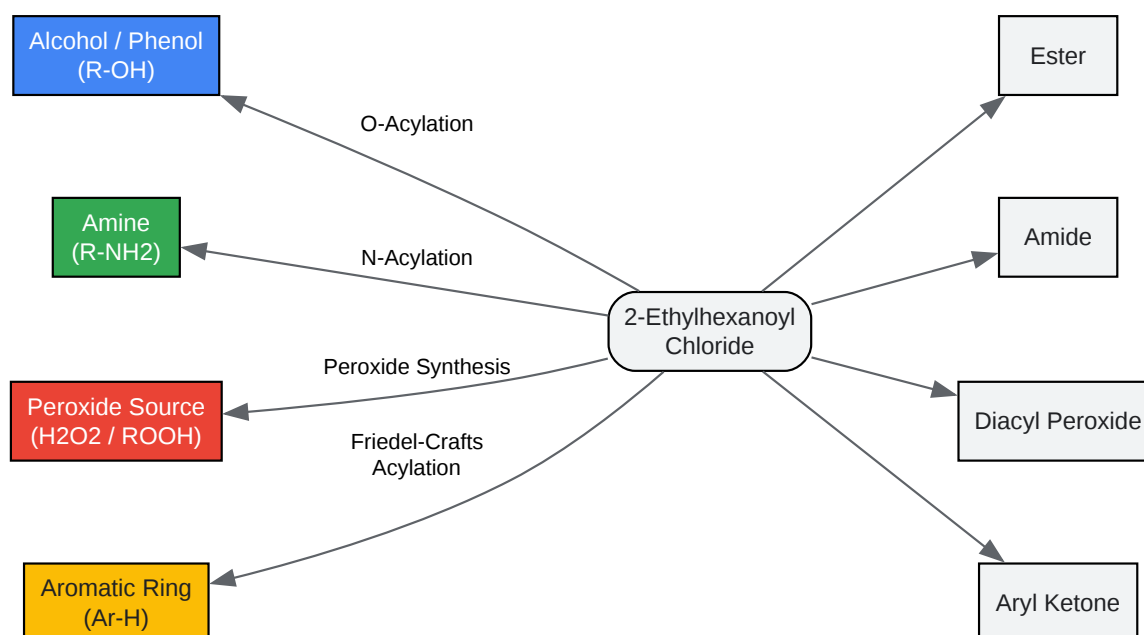 Alcohol / Phenol
(R-OH)
Ester
O-Acylation
Amine
(R-NH2)
N-Acylation
Amide
2-Ethylhexanoyl
Chloride
Peroxide Synthesis
Peroxide Source
(H2O2 / ROOH)
Diacyl Peroxide
Friedel-Crafts
Acylation
Aromatic Ring
(Ar-H)
Aryl Ketone